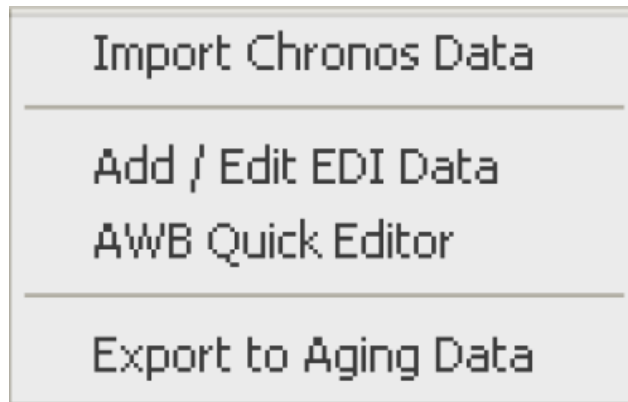 Import Chronos Data
Add / Edit EDI Data
AWB Quick Editor
Export to Aging Data